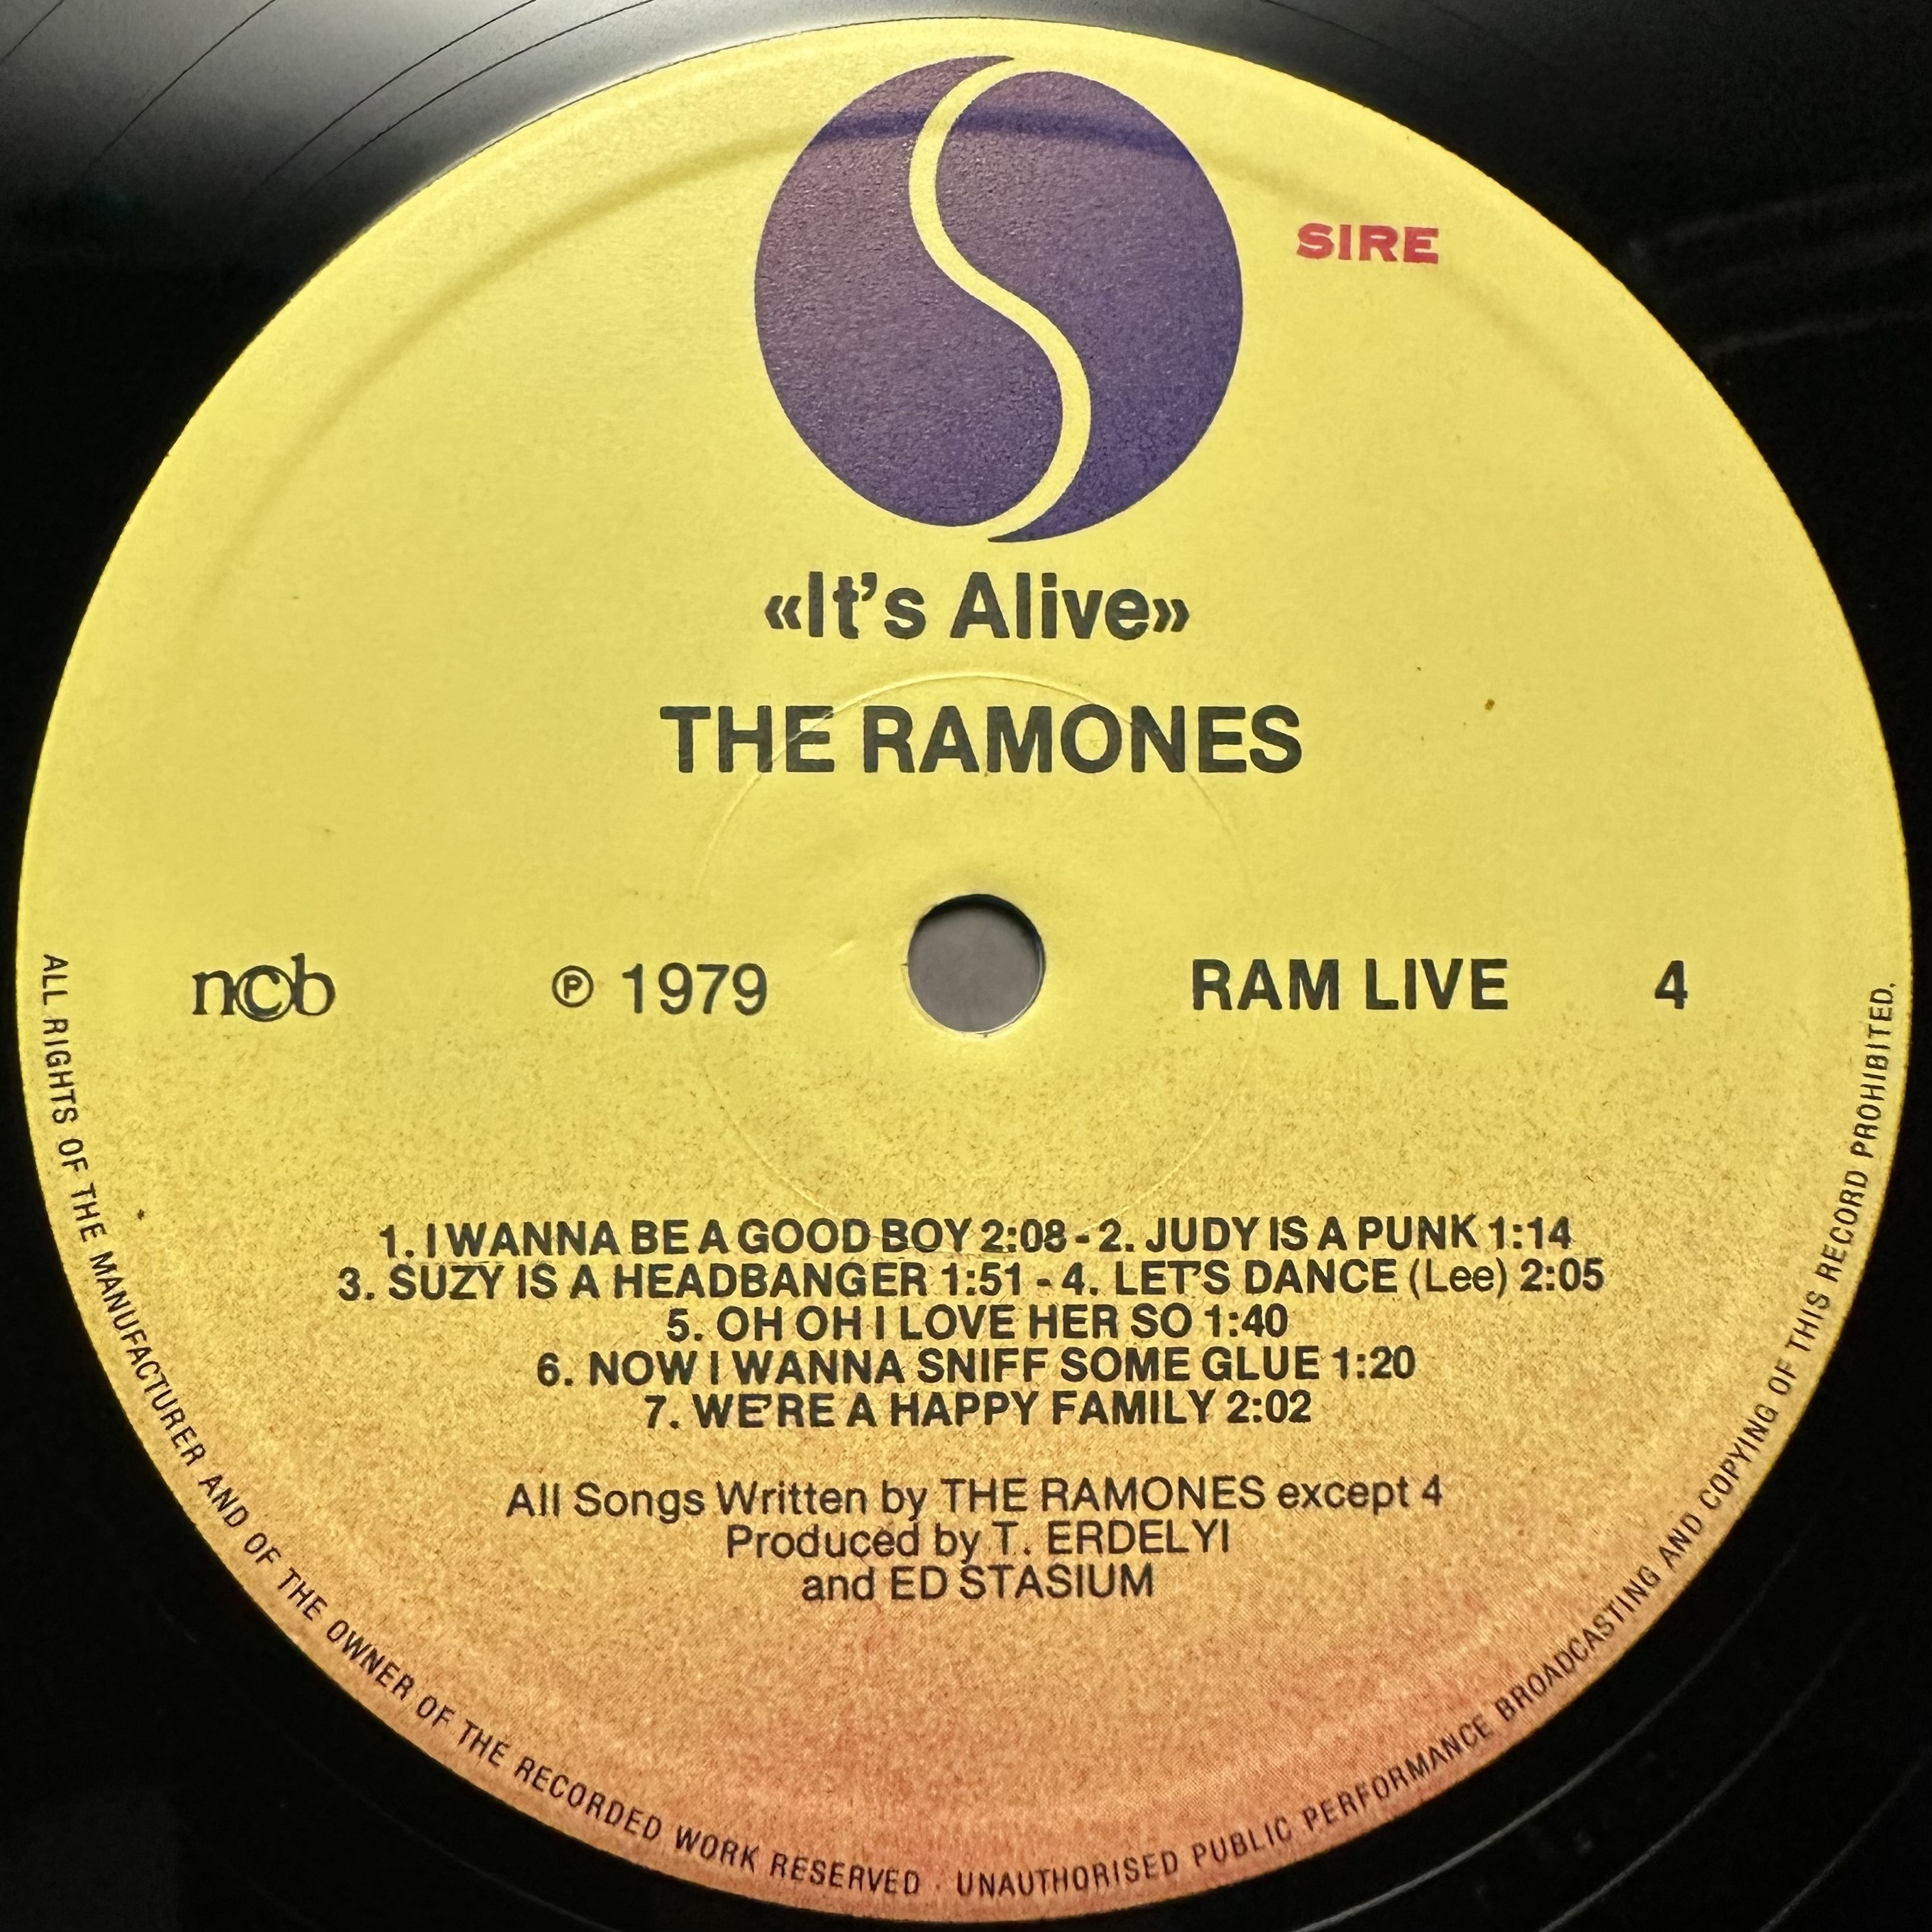 SIRE
«It's Alive»
THE RAMONES
ncb ℗ 1979 RAM LIVE 4
1. I WANNA BE A GOOD BOY 2:08 - 2. JUDY IS A PUNK 1:14
3. SUZY IS A HEADBANGER 1:51 - 4. LET'S DANCE (Lee) 2:05
5. OH OH I LOVE HER SO 1:40
6. NOW I WANNA SNIFF SOME GLUE 1:20
7. WE'RE A HAPPY FAMILY 2:02
All Songs Written by THE RAMONES except 4
Produced by T. ERDELYI
and ED STASIUM
ALL RIGHTS OF THE MANUFACTURER AND OF THE OWNER OF THE RECORDED WORK RESERVED · UNAUTHORISED PUBLIC PERFORMANCE BROADCASTING AND COPYING OF THIS RECORD PROHIBITED.